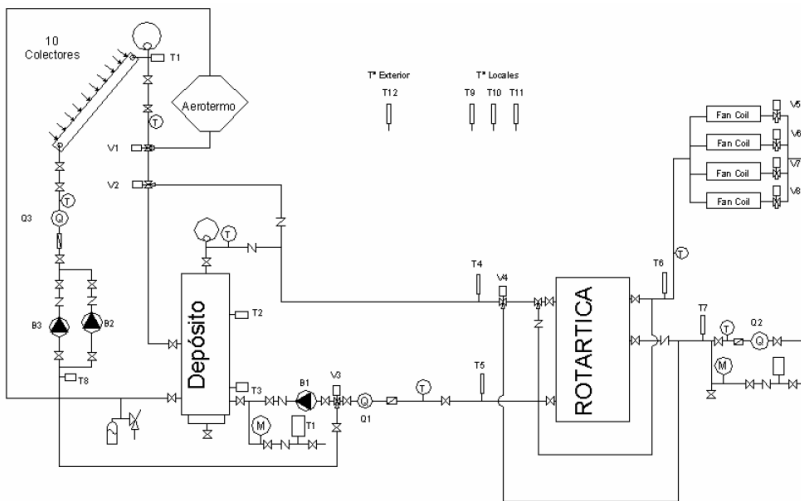 10
Colectores
T1
Tª Exterior
Tª Locales
T12
T9
T10
T11
V5
Aerotermo
Fan Coil
V6
Fan Coil
V1
T
V7
Fan Coil
V2
V8
Fan Coil
T
Q3
Q
T
T
T4
V4
T6
T2
T7
B3
B2
T
Q2
Q
Depósito
ROTARTICA
T8
T3
B1
V3
T5
T
M
Q
Q1
M
T1